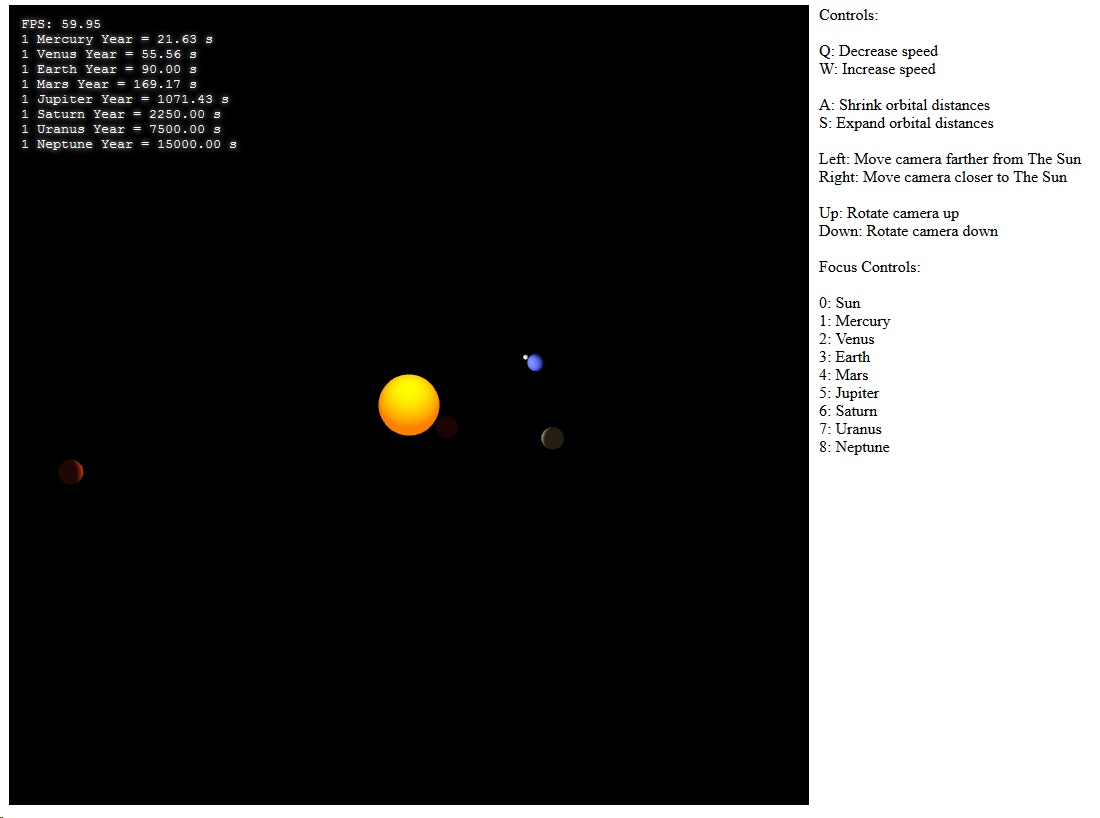 FPS: 59.95
1 Mercury Year = 21.63 s
1 Venus Year = 55.56 s
1 Earth Year = 90.00 s
1 Mars Year = 169.17 s
1 Jupiter Year = 1071.43 s
1 Saturn Year = 2250.00 s
1 Uranus Year = 7500.00 s
1 Neptune Year = 15000.00 s
Controls:
Q: Decrease speed
W: Increase speed
A: Shrink orbital distances
S: Expand orbital distances
Left: Move camera farther from The Sun
Right: Move camera closer to The Sun
Up: Rotate camera up
Down: Rotate camera down
Focus Controls:
0: Sun
1: Mercury
2: Venus
3: Earth
4: Mars
5: Jupiter
6: Saturn
7: Uranus
8: Neptune